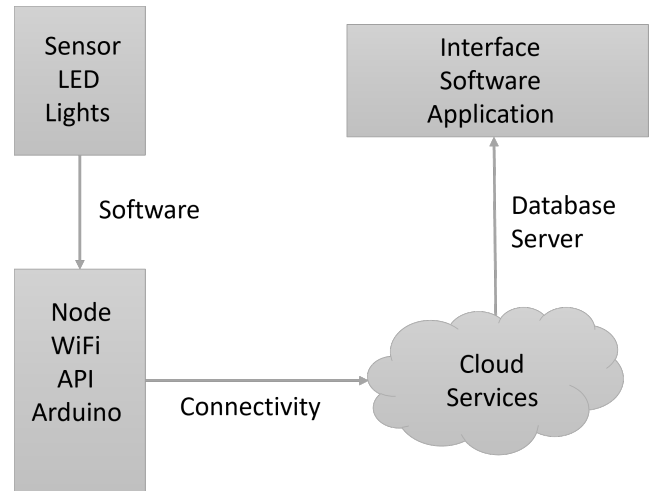 Sensor
LED
Lights
Interface
Software
Application
Software
Database
Server
Node
WiFi
API
Arduino
Cloud
Services
Connectivity